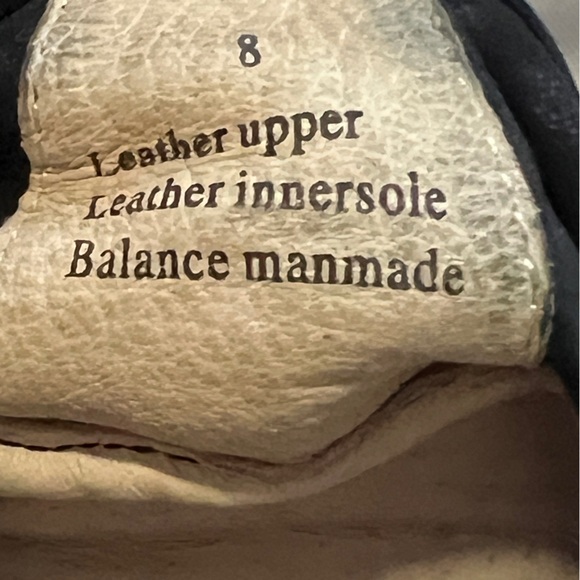 8
Leather upper
Leather innersole
Balance manmade